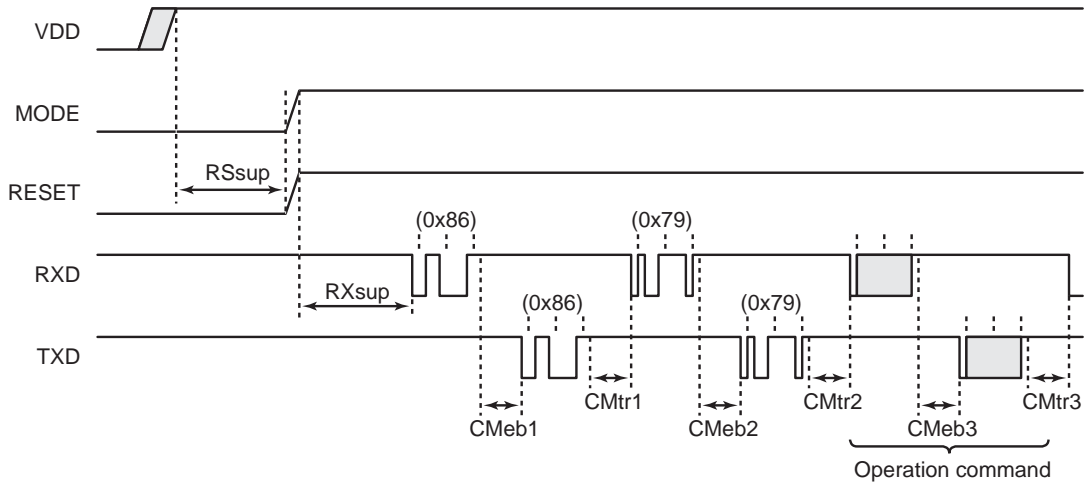 VDD
MODE
RSsup
RESET
(0x86)
(0x79)
RXD
RXsup
(0x86)
(0x79)
TXD
CMtr1
CMtr2
CMtr3
CMeb1
CMeb2
CMeb3
Operation command